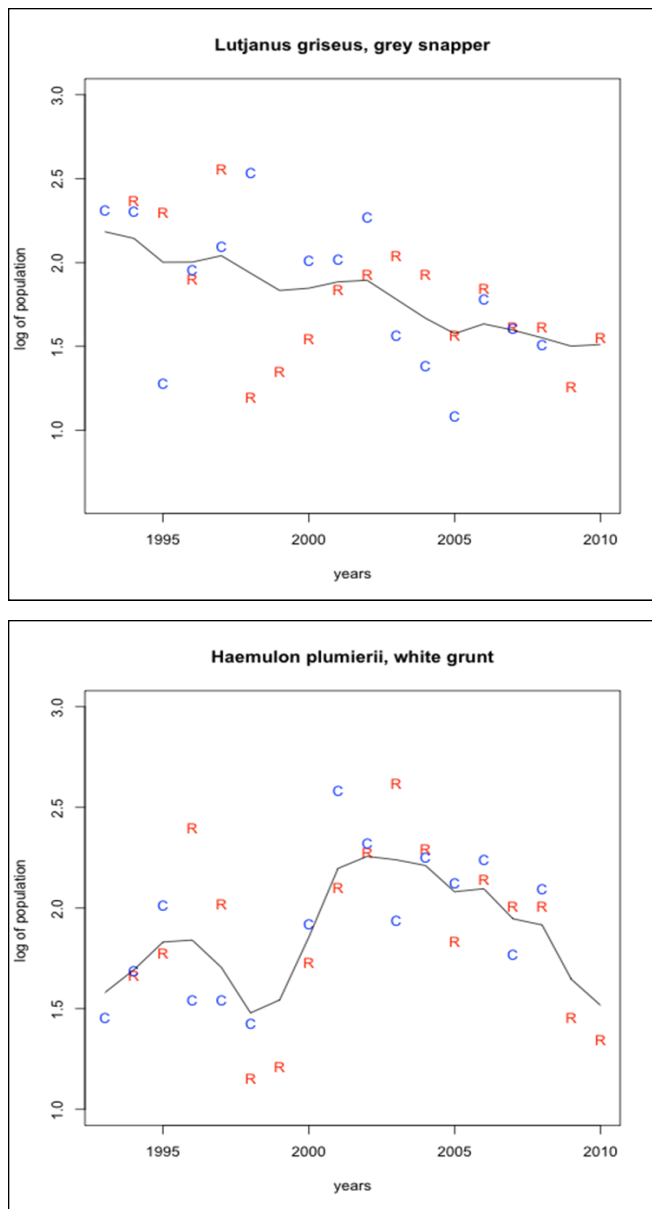 Lutjanus griseus, grey snapper
log of population
3.0
2.5
2.0
1.5
1.0
C C R R R C R C R C R R C C R C R R C R C R C R C R R C R C R C R R
1995 2000 2005 2010
years
Haemulon plumierii, white grunt
log of population
3.0
2.5
2.0
1.5
1.0
C C R C R R C R C C R R C R C R C R R C R C C R C R R C C R R R
1995 2000 2005 2010
years